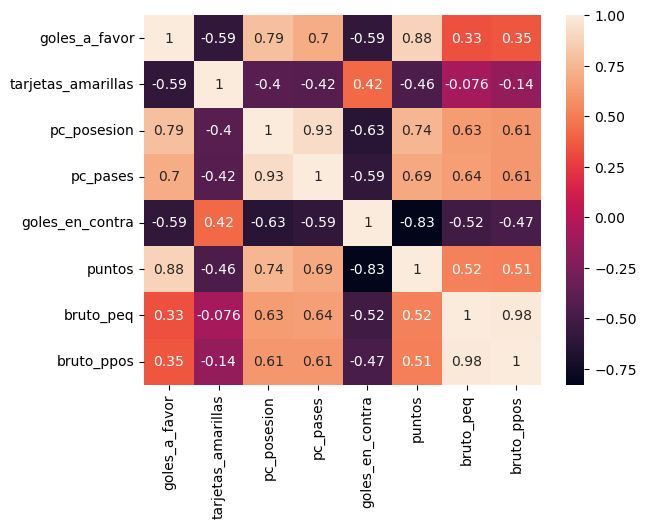 goles_a_favor 1 -0.59 0.79 0.7 -0.59 0.88 0.33 0.35
tarjetas_amarillas -0.59 1 -0.4 -0.42 0.42 -0.46 -0.076 -0.14
pc_posesion 0.79 -0.4 1 0.93 -0.63 0.74 0.63 0.61
pc_pases 0.7 -0.42 0.93 1 -0.59 0.69 0.64 0.61
goles_en_contra -0.59 0.42 -0.63 -0.59 1 -0.83 -0.52 -0.47
puntos 0.88 -0.46 0.74 0.69 -0.83 1 0.52 0.51
bruto_peq 0.33 -0.076 0.63 0.64 -0.52 0.52 1 0.98
bruto_ppos 0.35 -0.14 0.61 0.61 -0.47 0.51 0.98 1
goles_a_favor
tarjetas_amarillas
pc_posesion
pc_pases
goles_en_contra
puntos
bruto_peq
bruto_ppos
1.00
0.75
0.50
0.25
0.00
−0.25
−0.50
−0.75